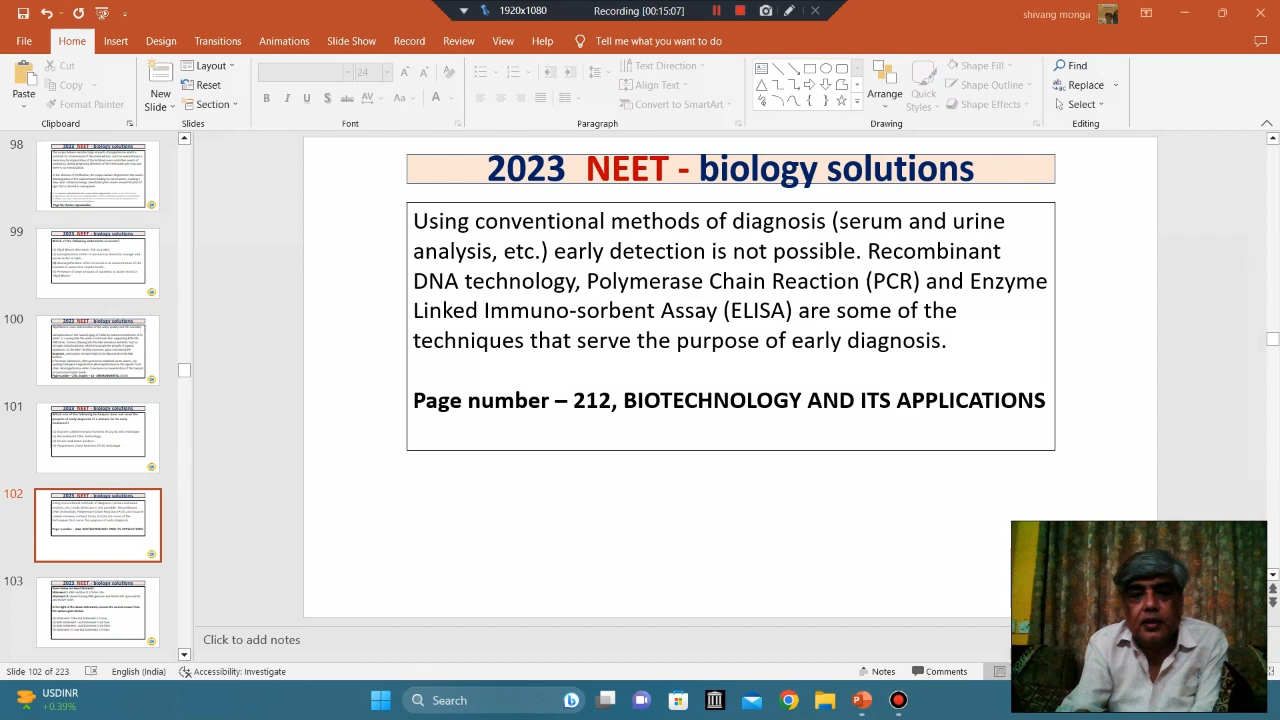 1920x1080
Recording [00:15:07]
shivang monga
File Home Insert Design Transitions Animations Slide Show Record Review View Help Tell me what you want to do
Cut
Copy
Format Painter
Paste
Clipboard
New
Slide
Layout
Reset
Section
Slides
24
Font
Text Direction
Align Text
Convert to SmartArt
Paragraph
Arrange
Quick
Styles
Shape Fill
Shape Outline
Shape Effects
Drawing
Find
Replace
Select
Editing
98
99
100
101
102
103
2023 NEET - biology solutions
Using conventional methods of diagnosis (serum and urine
analysis, etc.) early detection is not possible. Recombinant
DNA technology, Polymerase Chain Reaction (PCR) and Enzyme
Linked Immuno-sorbent Assay (ELISA) are some of the
techniques that serve the purpose of early diagnosis.
Page number – 212, BIOTECHNOLOGY AND ITS APPLICATIONS
Click to add notes
Slide 102 of 223
English (India)
Accessibility: Investigate
Notes
Comments
USDINR
+0.39%
Search